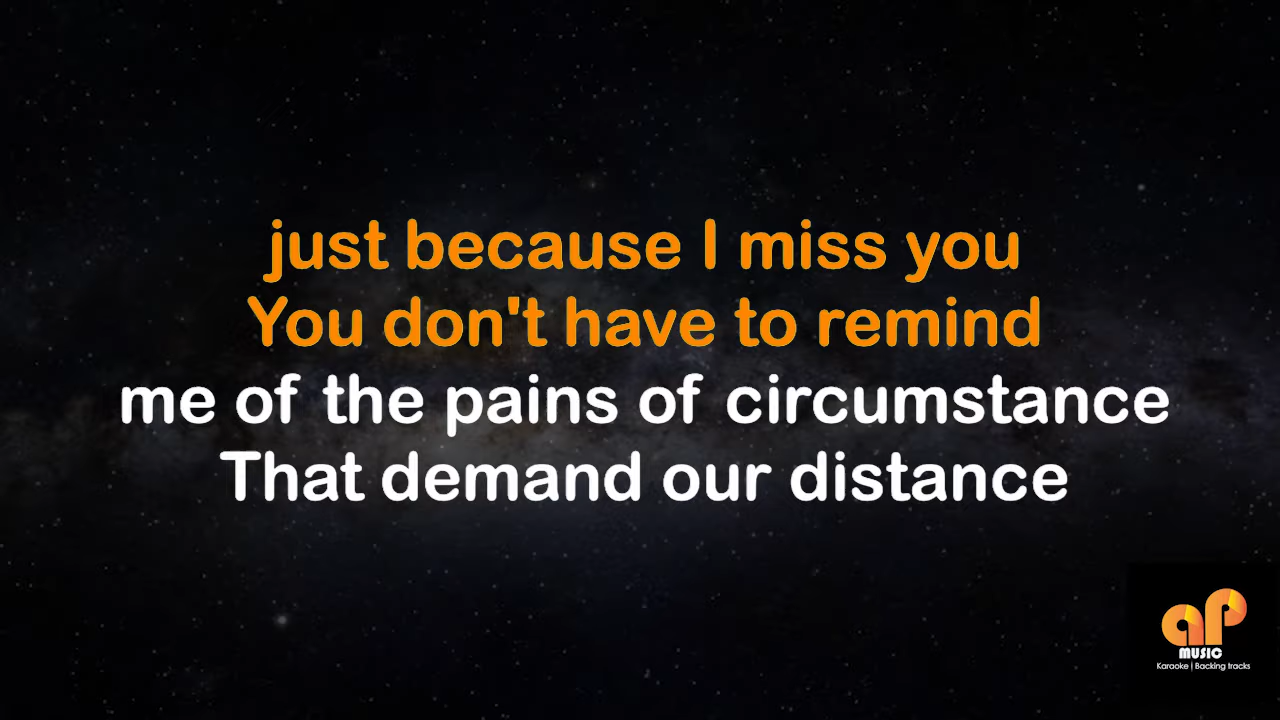 just because I miss you
You don't have to remind
me of the pains of circumstance
That demand our distance
ap
MUSIC
Karaoke | Backing tracks